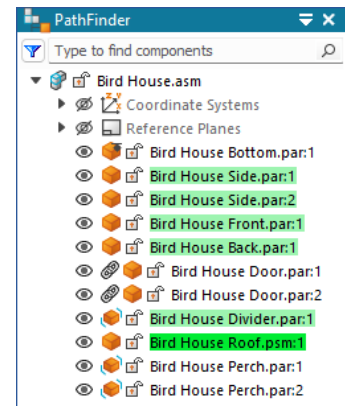 PathFinder
Type to find components
Bird House.asm
Coordinate Systems
Reference Planes
Bird House Bottom.par:1
Bird House Side.par:1
Bird House Side.par:2
Bird House Front.par:1
Bird House Back.par:1
Bird House Door.par:1
Bird House Door.par:2
Bird House Divider.par:1
Bird House Roof.psm:1
Bird House Perch.par:1
Bird House Perch.par:2